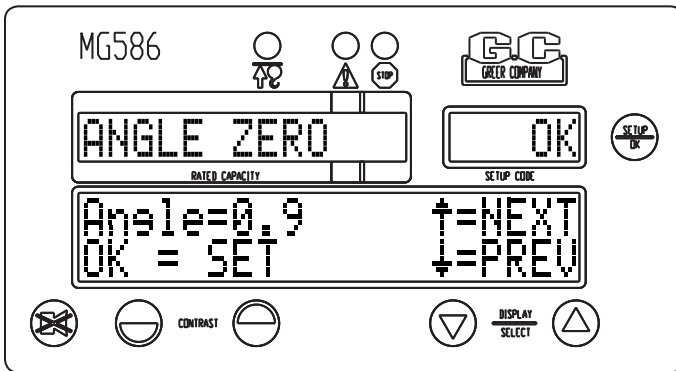 MG586
STOP
G.C
GREER COMPANY
ANGLE ZERO
OK
SETUP
OK
RATED CAPACITY
SETUP CODE
Angle=0.9 ↑=NEXT
OK = SET ↓=PREV
CONTRAST
DISPLAY
SELECT